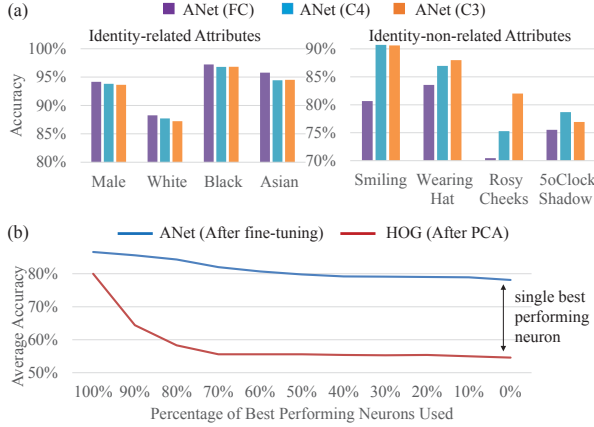 (a)
ANet (FC) ANet (C4) ANet (C3)
Identity-related Attributes
Identity-non-related Attributes
Accuracy
100%
95%
90%
85%
80%
Male White Black Asian
90%
85%
80%
75%
70%
Smiling Wearing Hat Rosy Cheeks 5oClock Shadow
(b)
ANet (After fine-tuning) HOG (After PCA)
Average Accuracy
80%
70%
60%
50%
single best
performing
neuron
100% 90% 80% 70% 60% 50% 40% 30% 20% 10% 0%
Percentage of Best Performing Neurons Used